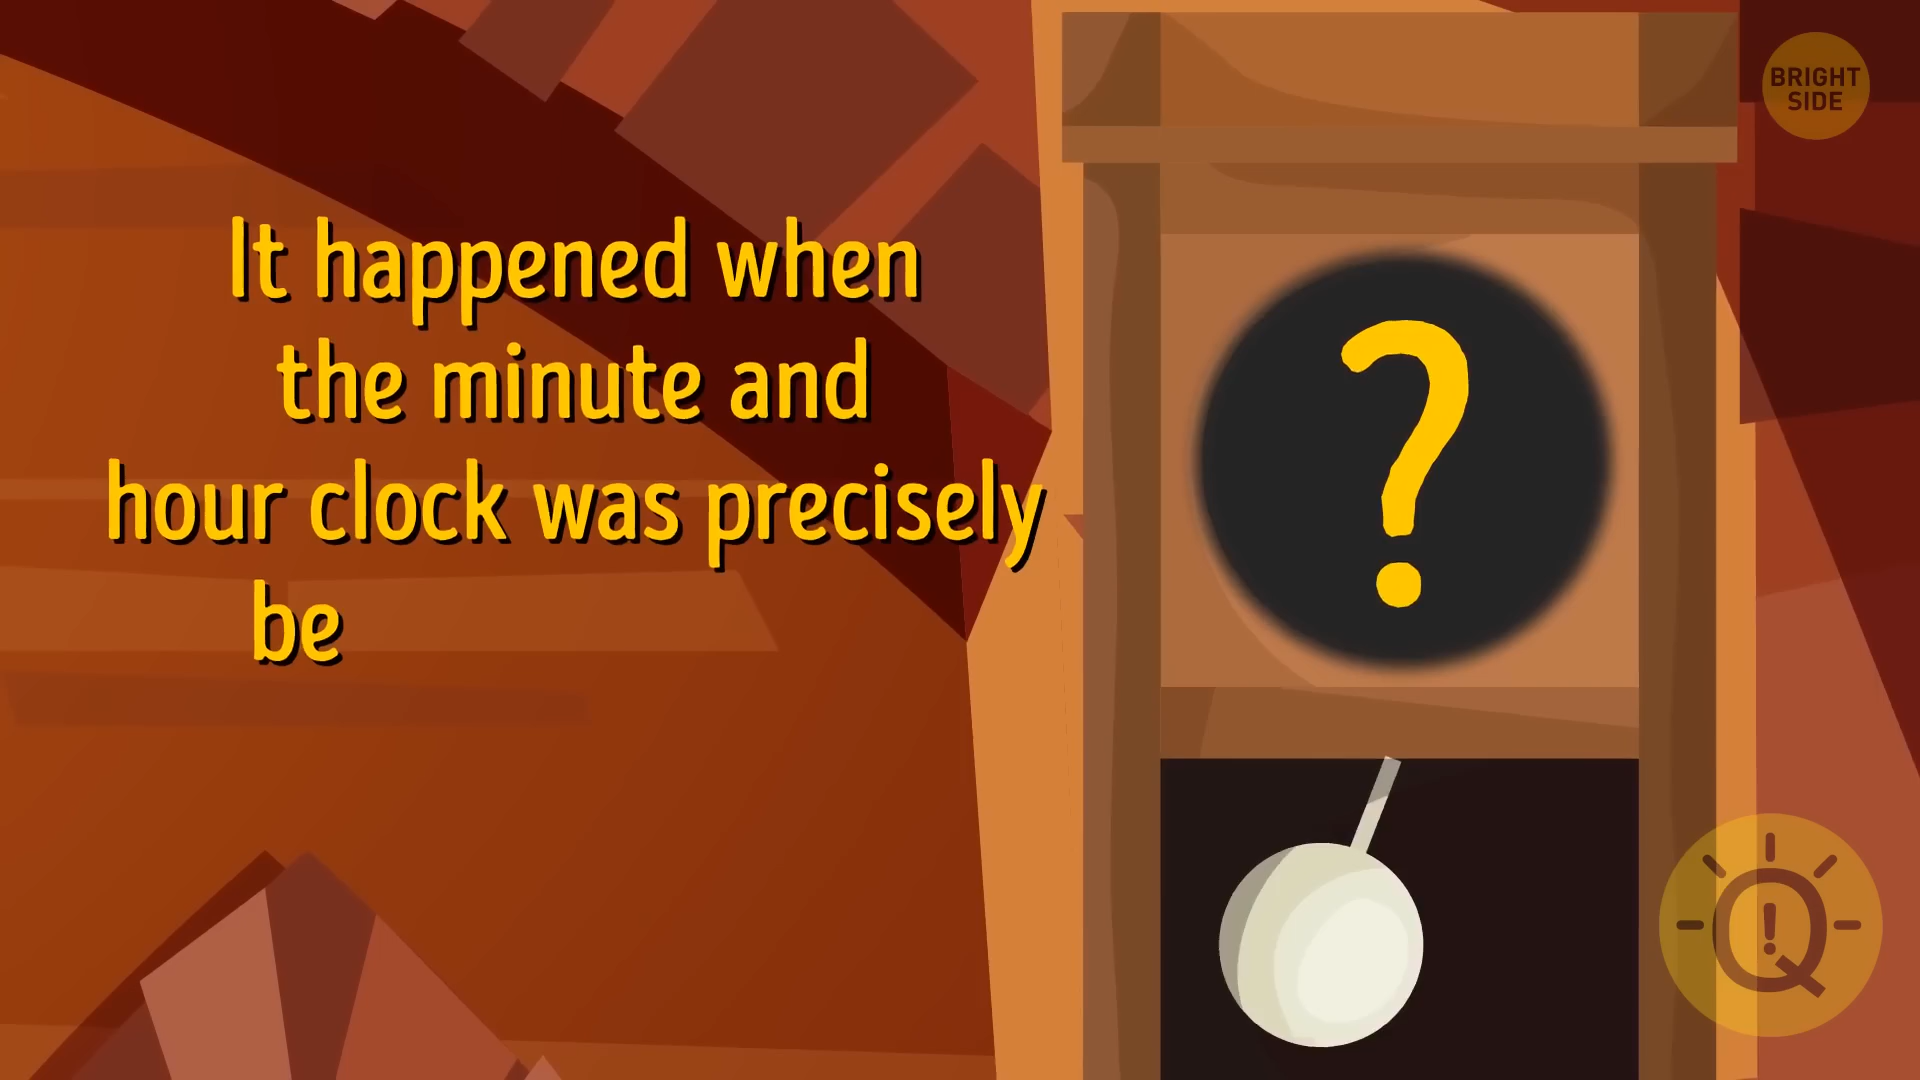 BRIGHT
SIDE
It happened when
the minute and
hour clock was precisely
be
?
Q!